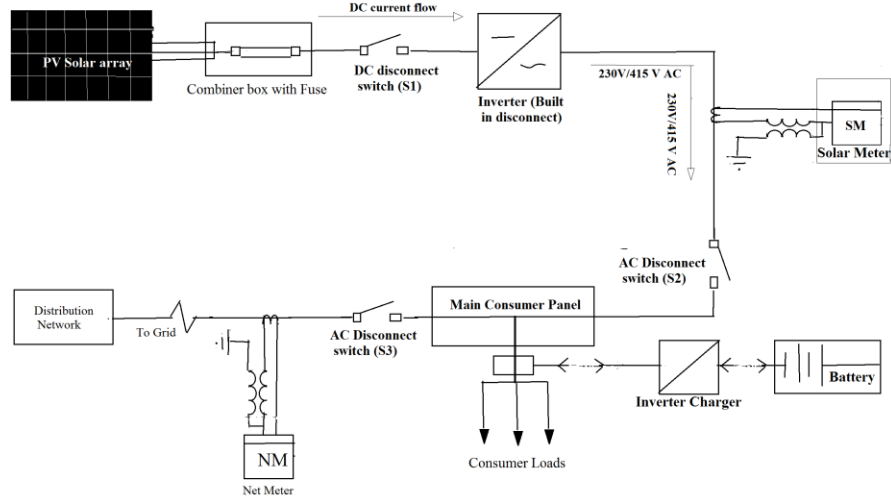 DC current flow
PV Solar array
Combiner box with Fuse
DC disconnect
switch (S1)
Inverter (Built
in disconnect)
230V/415 V AC
230V/415 V AC
SM
Solar Meter
AC Disconnect
switch (S2)
Distribution
Network
To Grid
AC Disconnect
switch (S3)
Main Consumer Panel
Inverter Charger
Battery
Consumer Loads
NM
Net Meter